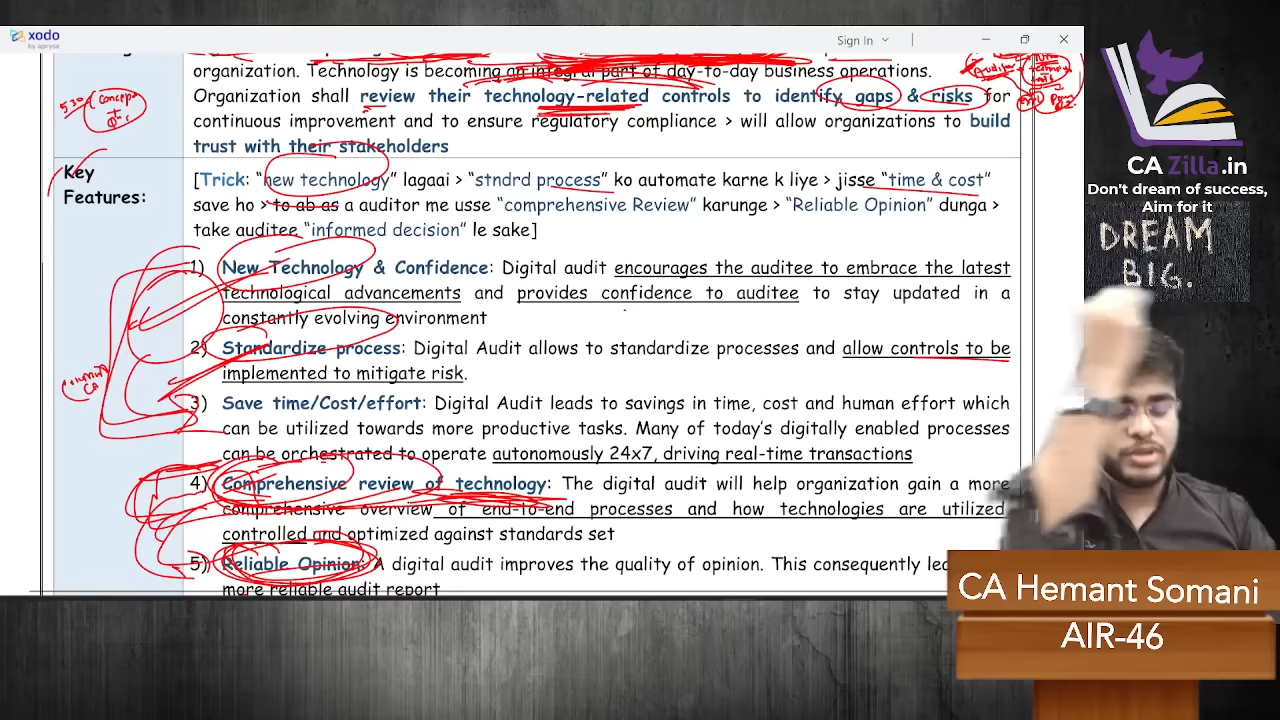 xodo
by apryse
Sign In
organization. Technology is becoming an integral part of day-to-day business operations.
Organization shall review their technology-related controls to identify gaps & risks for
continuous improvement and to ensure regulatory compliance > will allow organizations to build
trust with their stakeholders
Key
Features:
[Trick: “new technology” lagaai > “stndrd process” ko automate karne k liye > jisse “time & cost”
save ho > to ab as a auditor me usse “comprehensive Review” karunge > “Reliable Opinion” dunga >
take auditee “informed decision” le sake]
1) New Technology & Confidence: Digital audit encourages the auditee to embrace the latest
technological advancements and provides confidence to auditee to stay updated in a
constantly evolving environment
2) Standardize process: Digital Audit allows to standardize processes and allow controls to be
implemented to mitigate risk.
3) Save time/Cost/effort: Digital Audit leads to savings in time, cost and human effort which
can be utilized towards more productive tasks. Many of today’s digitally enabled processes
can be orchestrated to operate autonomously 24x7, driving real-time transactions
4) Comprehensive review of technology: The digital audit will help organization gain a more
comprehensive overview of end-to-end processes and how technologies are utilized,
controlled and optimized against standards set
5) Reliable Opinion: A digital audit improves the quality of opinion. This consequently
more reliable audit report
Concept
CA Zilla.in
Don't dream of success,
Aim for it
DREAM
BIG.
CA Hemant Somani
AIR-46